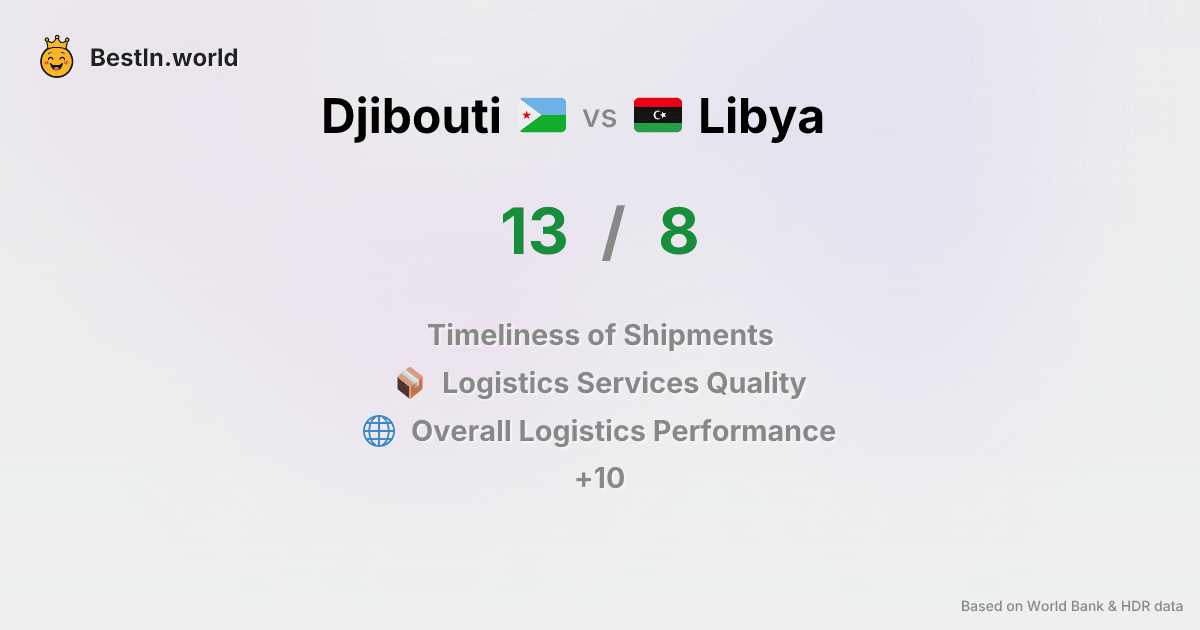 BestIn.world
Djibouti vs Libya
13 / 8
Timeliness of Shipments
Logistics Services Quality
Overall Logistics Performance
+10
Based on World Bank & HDR data